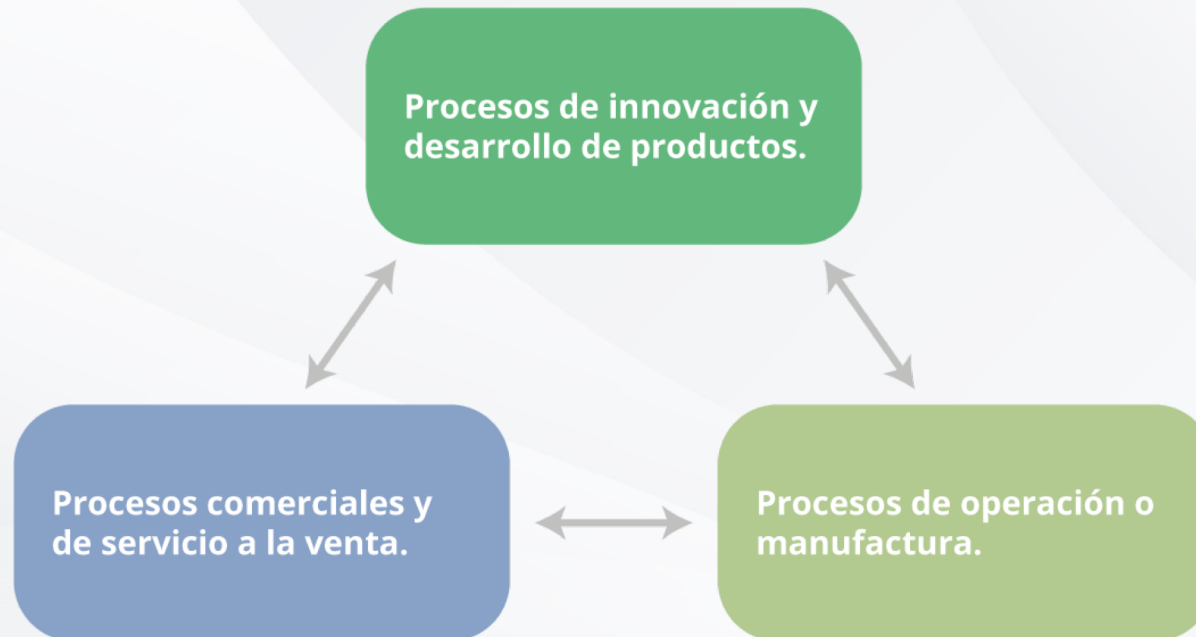 Procesos de innovación y
desarrollo de productos.
Procesos comerciales y
de servicio a la venta.
Procesos de operación o
manufactura.